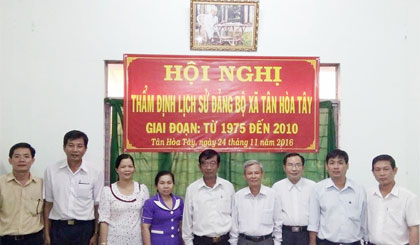 HỘI NGHỊ
THẨM ĐỊNH LỊCH SỬ ĐẢNG BỘ XÃ TÂN HÒA TÂY
GIAI ĐOẠN: TỪ 1975 ĐẾN 2010
Tân Hòa Tây, ngày 24 tháng 11 năm 2016